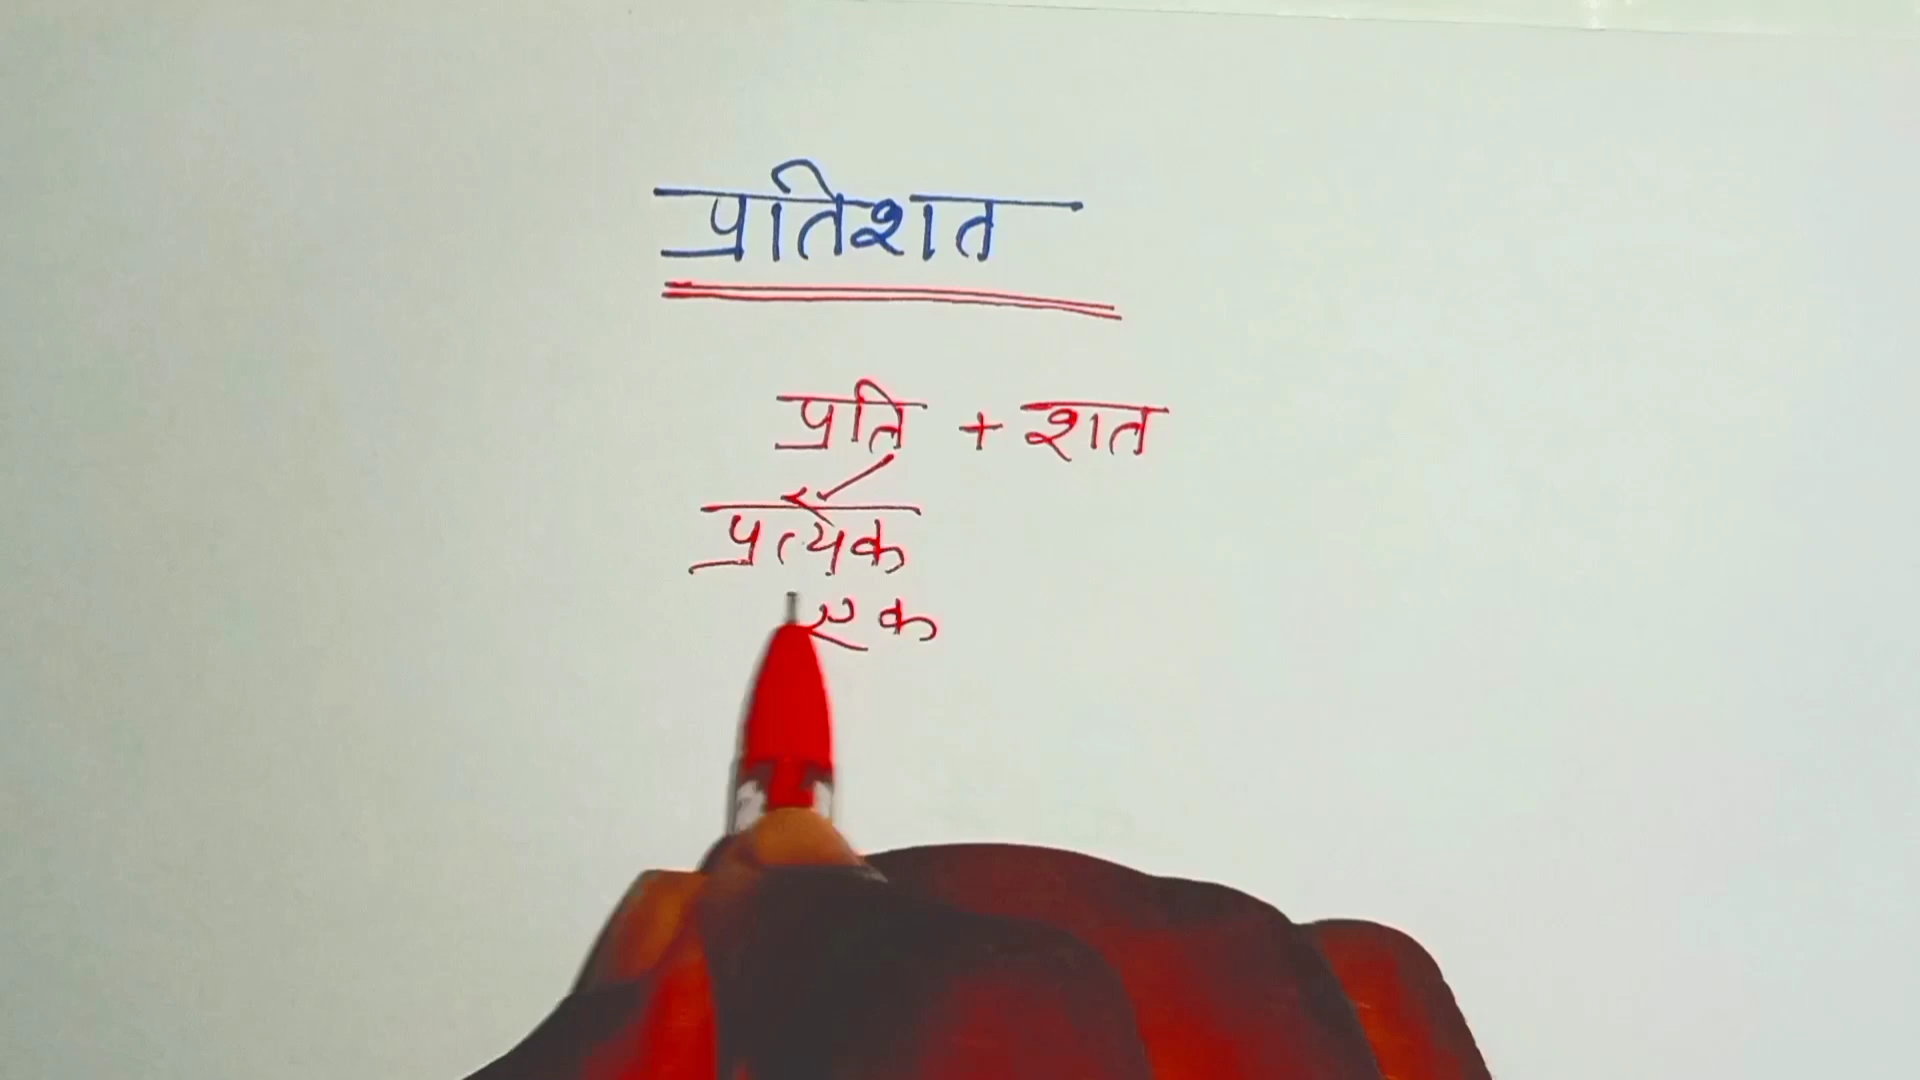 प्रतिशत
प्रति + शत
प्रत्येक
एक